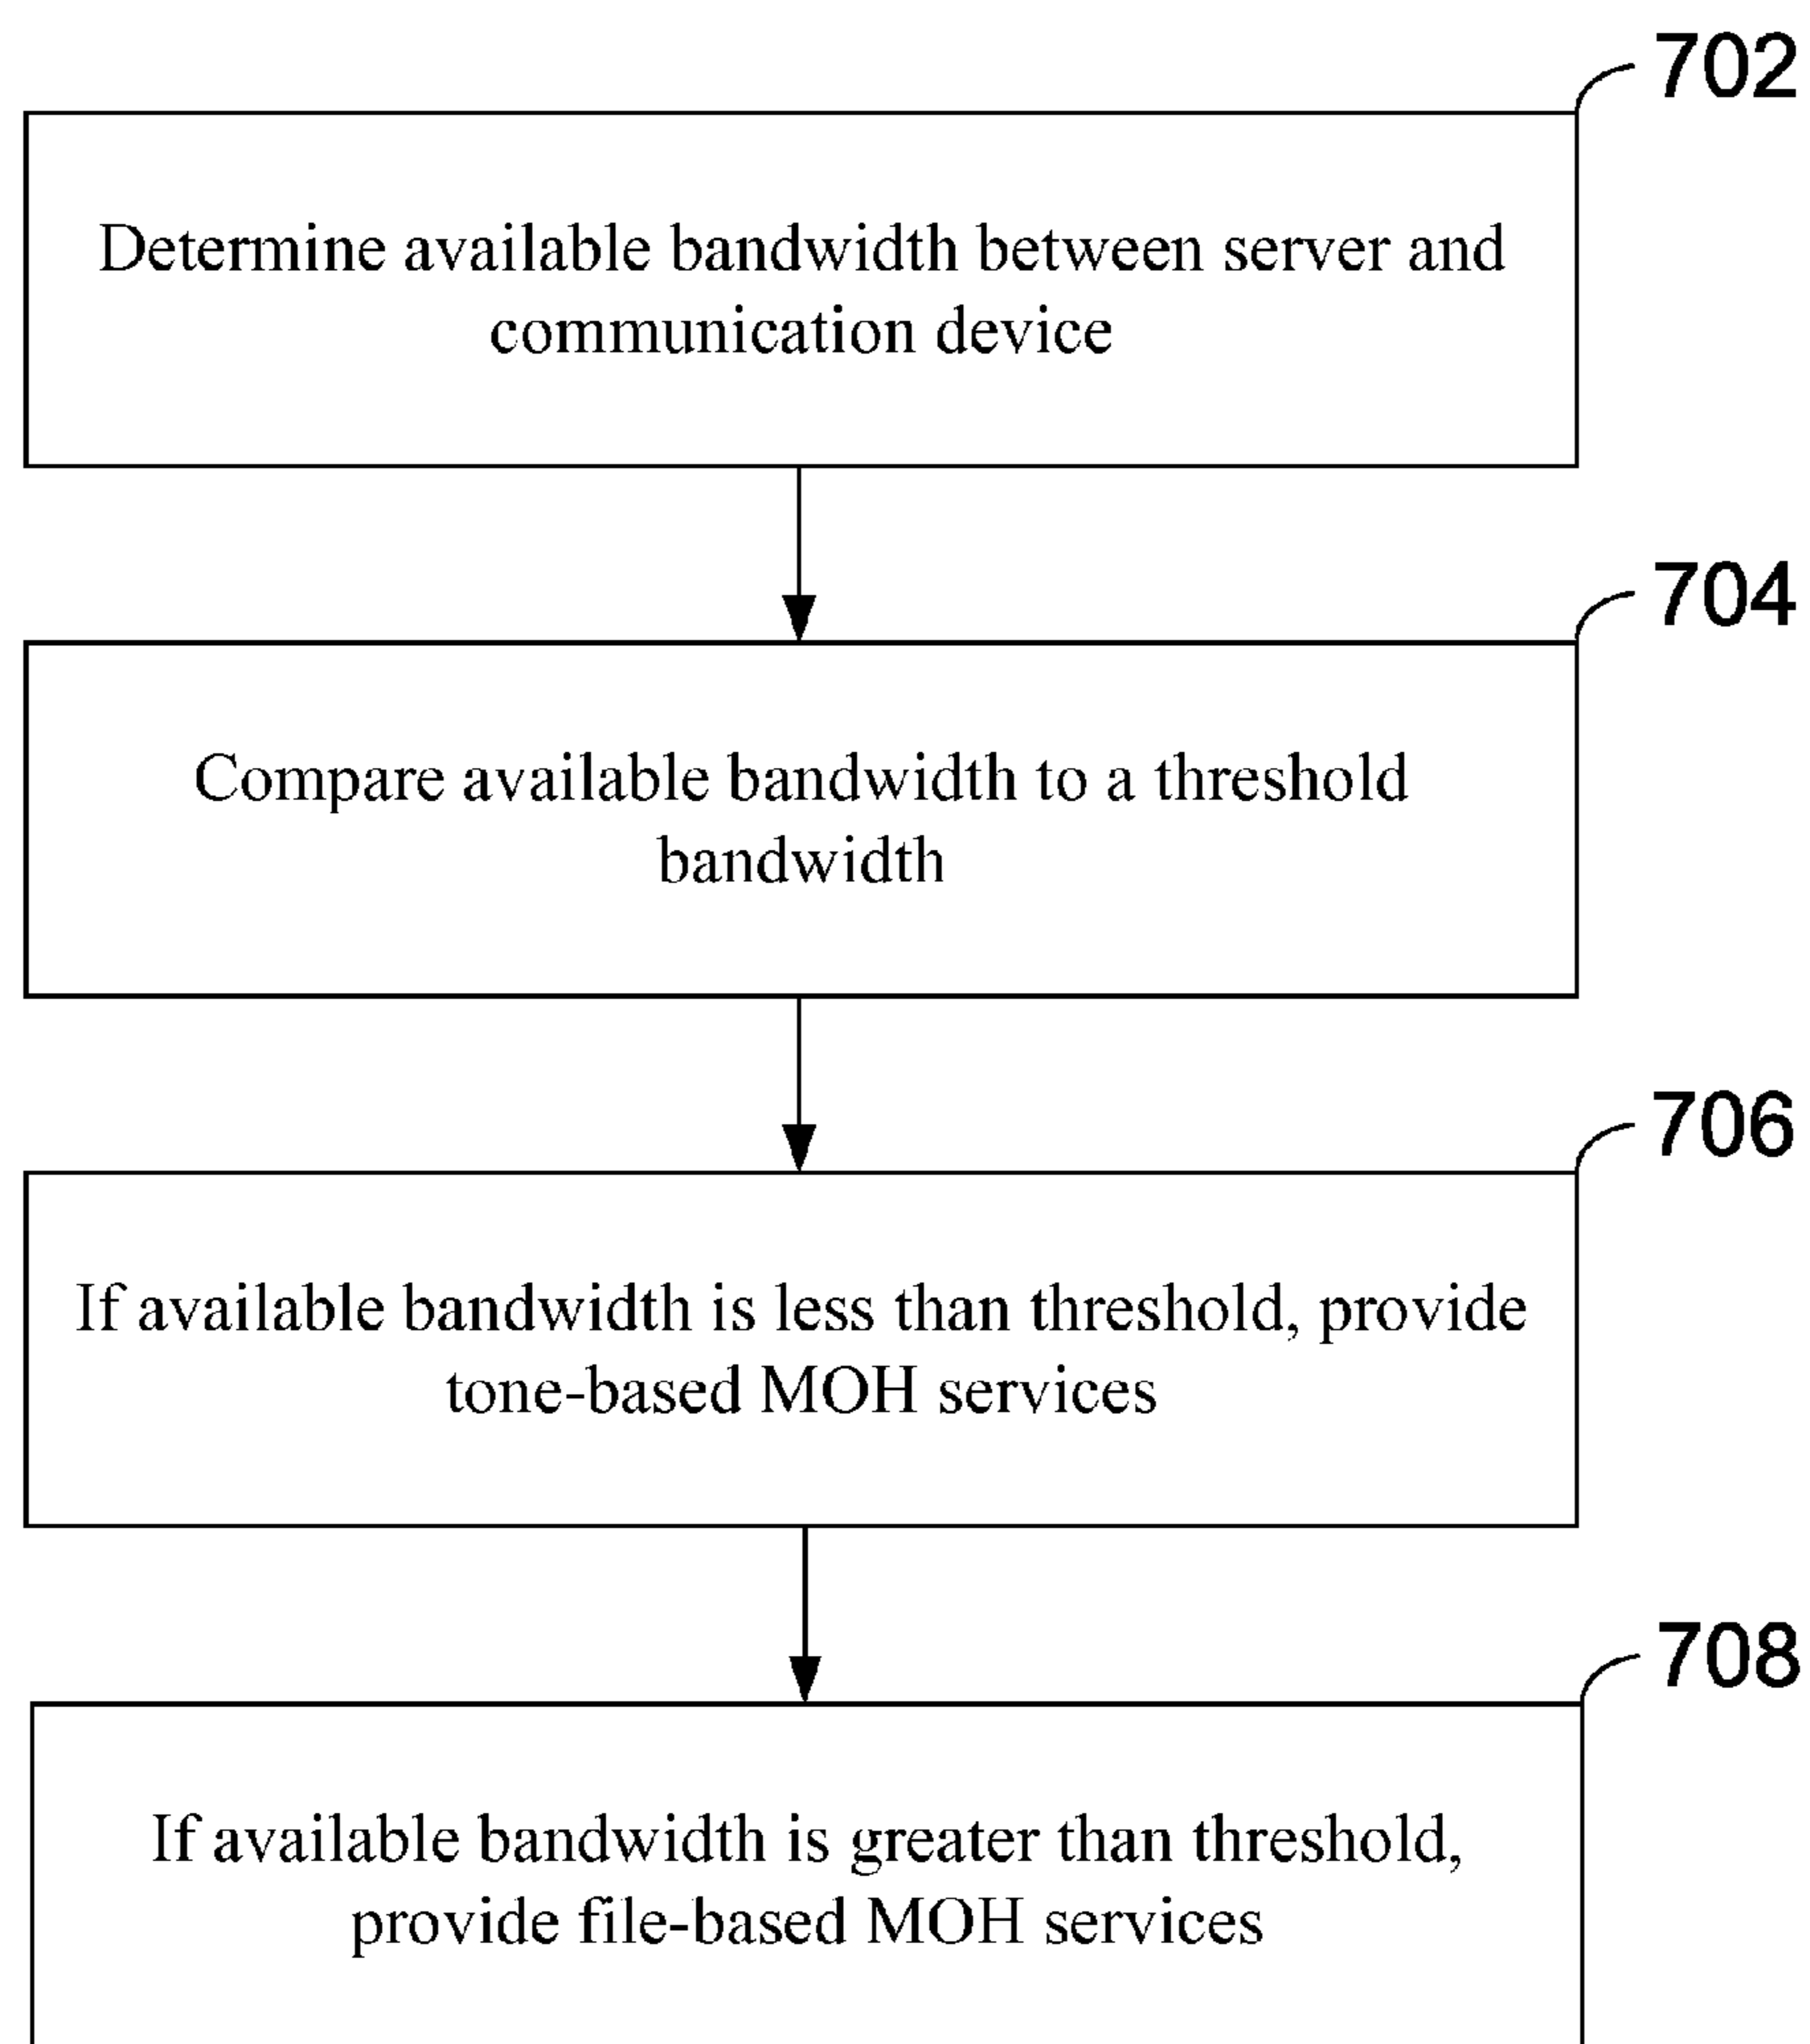 702
Determine available bandwidth between server and
communication device
704
Compare available bandwidth to a threshold
bandwidth
706
If available bandwidth is less than threshold, provide
tone-based MOH services
708
If available bandwidth is greater than threshold,
provide file-based MOH services